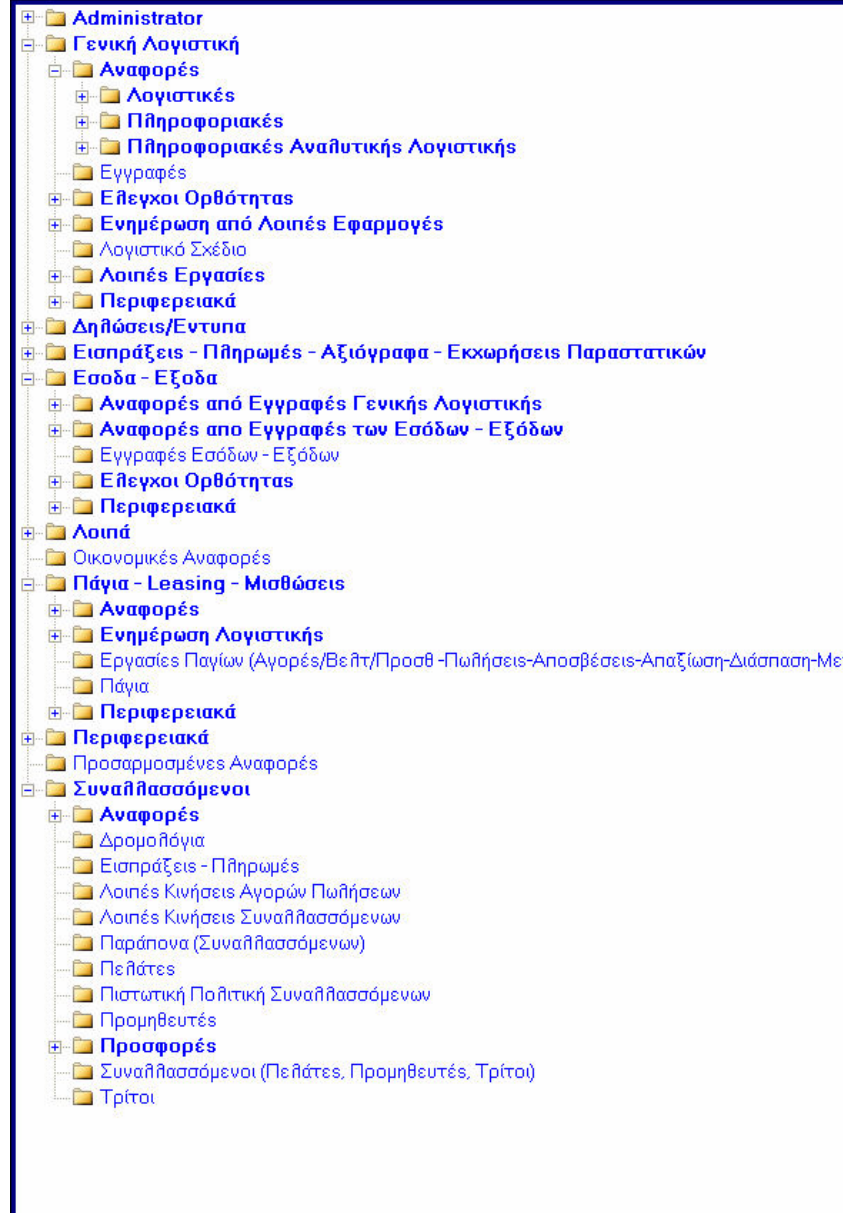 Administrator
Γενική Λογιστική
Αναφορές
Λογιστικές
Πληροφοριακές
Πληροφοριακές Αναλυτικής Λογιστικής
Εγγραφές
Ελεγχοι Ορθότητας
Ενημέρωση από Λοιπές Εφαρμογές
Λογιστικό Σχέδιο
Λοιπές Εργασίες
Περιφερειακά
Δηλώσεις/Εντυπα
Εισπράξεις - Πληρωμές - Αξιόγραφα - Εκχωρήσεις Παραστατικών
Εσοδα - Εξοδα
Αναφορές από Εγγραφές Γενικής Λογιστικής
Αναφορές απο Εγγραφές των Εσόδων - Εξόδων
Εγγραφές Εσόδων - Εξόδων
Ελεγχοι Ορθότητας
Περιφερειακά
Λοιπά
Οικονομικές Αναφορές
Πάγια - Leasing - Μισθώσεις
Αναφορές
Ενημέρωση Λογιστικής
Εργασίες Παγίων (Αγορές/Βελτ/Προσθ -Πωλήσεις-Αποσβέσεις-Απαξίωση-Διάσπαση-Με
Πάγια
Περιφερειακά
Περιφερειακά
Προσαρμοσμένες Αναφορές
Συναλλασσόμενοι
Αναφορές
Δρομολόγια
Εισπράξεις - Πληρωμές
Λοιπές Κινήσεις Αγορών Πωλήσεων
Λοιπές Κινήσεις Συναλλασσόμενων
Παράπονα (Συναλλασσόμενων)
Πελάτες
Πιστωτική Πολιτική Συναλλασσόμενων
Προμηθευτές
Προσφορές
Συναλλασσόμενοι (Πελάτες, Προμηθευτές, Τρίτοι)
Τρίτοι